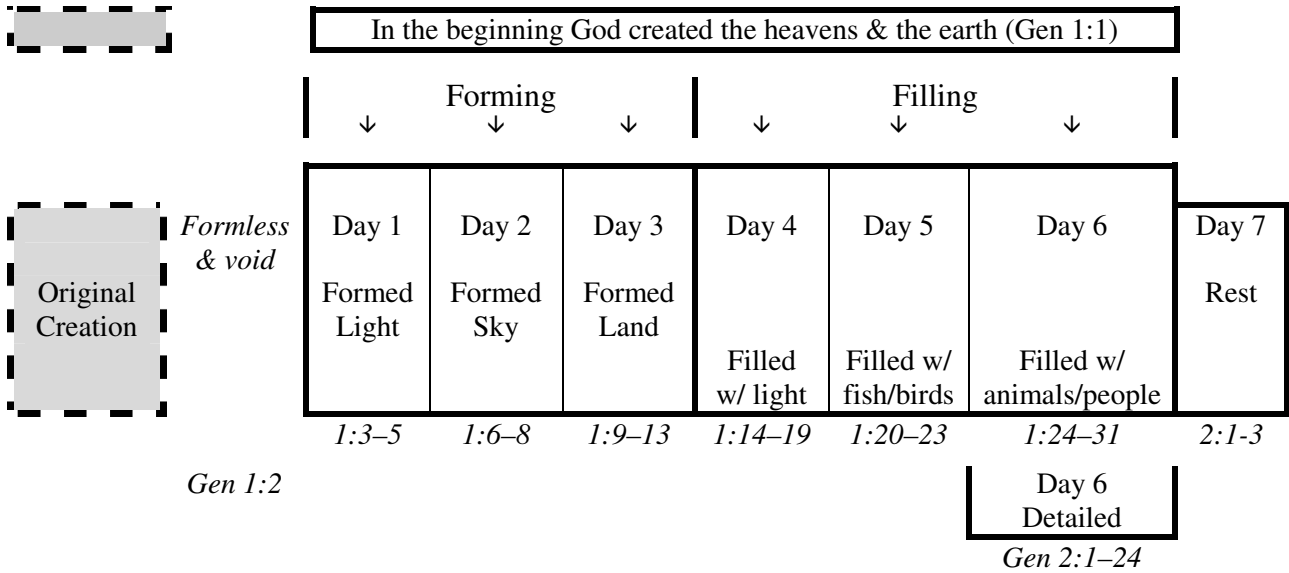 In the beginning God created the heavens & the earth (Gen 1:1)
Forming
Filling
Original
Creation
Formless
& void
Day 1
Formed
Light
Day 2
Formed
Sky
Day 3
Formed
Land
Day 4
Filled
w/ light
Day 5
Filled w/
fish/birds
Day 6
Filled w/
animals/people
Day 7
Rest
1:3–5
1:6–8
1:9–13
1:14–19
1:20–23
1:24–31
2:1-3
Gen 1:2
Day 6
Detailed
Gen 2:1–24